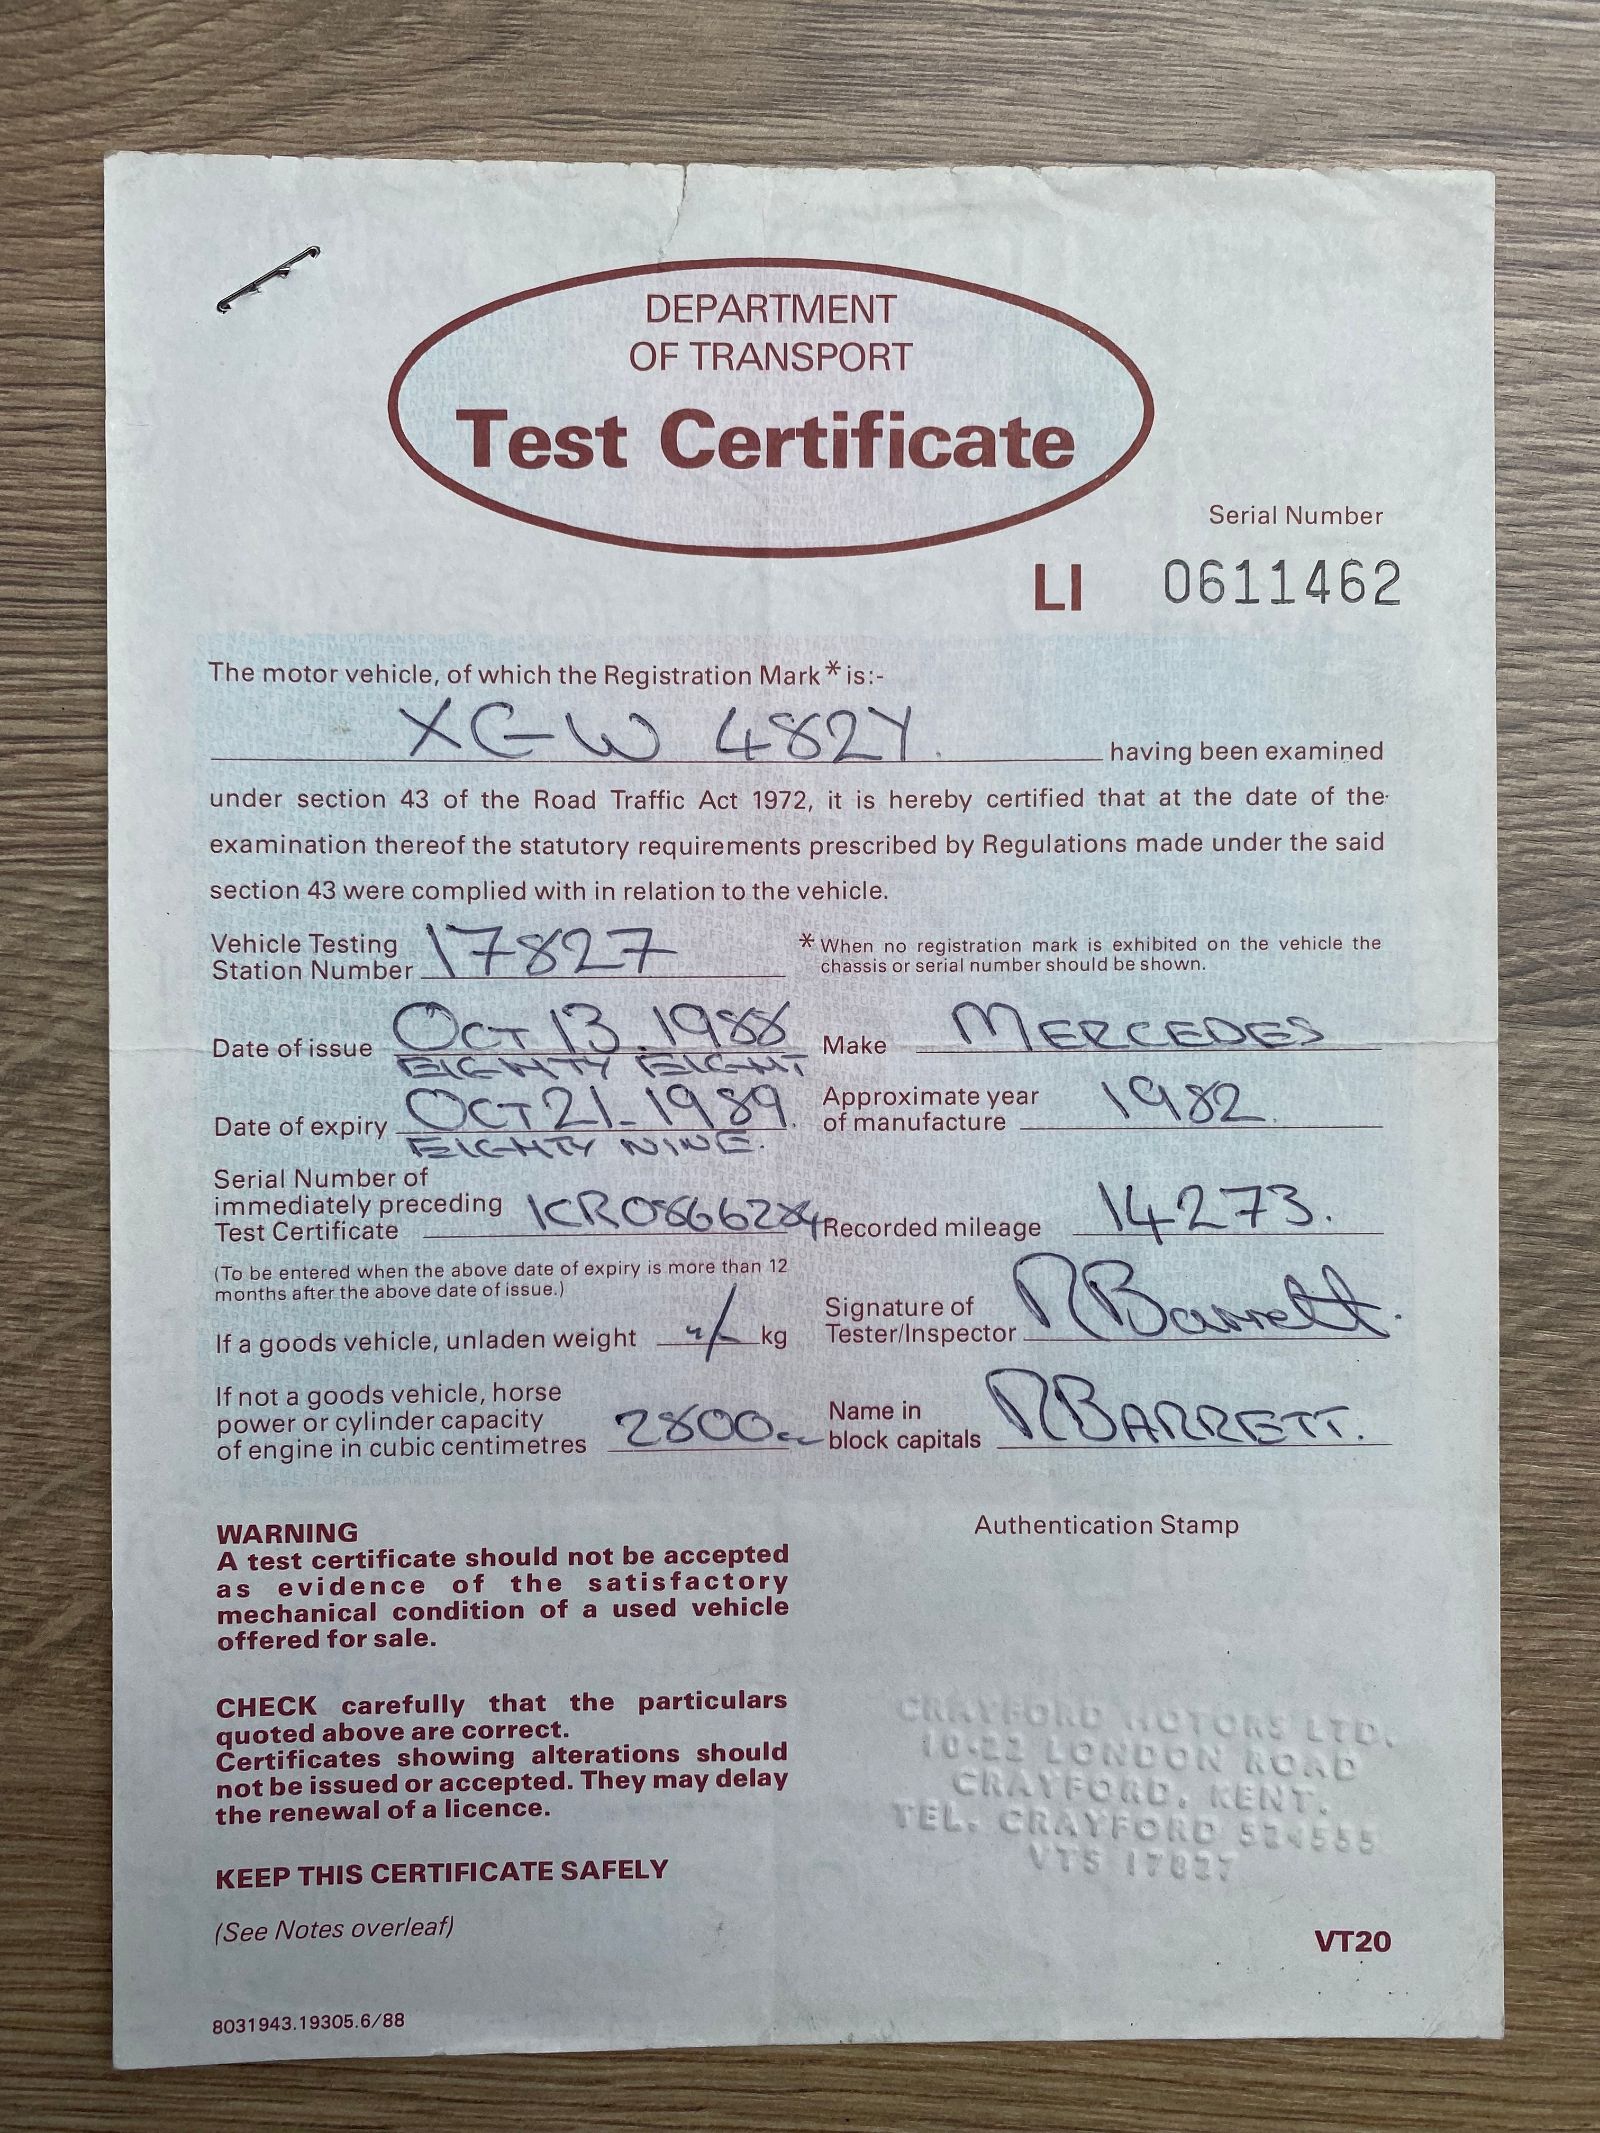 DEPARTMENT
OF TRANSPORT
Test Certificate
Serial Number
LI 0611462
The motor vehicle, of which the Registration Mark * is:-
XGW 482Y. having been examined
under section 43 of the Road Traffic Act 1972, it is hereby certified that at the date of the
examination thereof the statutory requirements prescribed by Regulations made under the said
section 43 were complied with in relation to the vehicle.
Vehicle Testing
Station Number 17827
* When no registration mark is exhibited on the vehicle the
chassis or serial number should be shown.
Date of issue OCT 13. 1988
EIGHTY EIGHT
Make MERCEDES
Date of expiry OCT 21. 1989.
EIGHTY NINE.
Approximate year
of manufacture 1982.
Serial Number of
immediately preceding
Test Certificate KR0866284
Recorded mileage 14273.
(To be entered when the above date of expiry is more than 12
months after the above date of issue.)
If a goods vehicle, unladen weight kg
Signature of
Tester/Inspector R Barrett.
If not a goods vehicle, horse
power or cylinder capacity
of engine in cubic centimetres 2800cc
Name in
block capitals R BARRETT.
WARNING
A test certificate should not be accepted
as evidence of the satisfactory
mechanical condition of a used vehicle
offered for sale.
Authentication Stamp
CHECK carefully that the particulars
quoted above are correct.
Certificates showing alterations should
not be issued or accepted. They may delay
the renewal of a licence.
CRAYFORD MOTORS LTD.
10-22 LONDON ROAD
CRAYFORD. KENT.
TEL. CRAYFORD 524555
VTS 17827
KEEP THIS CERTIFICATE SAFELY
(See Notes overleaf)
VT20
8031943.19305.6/88